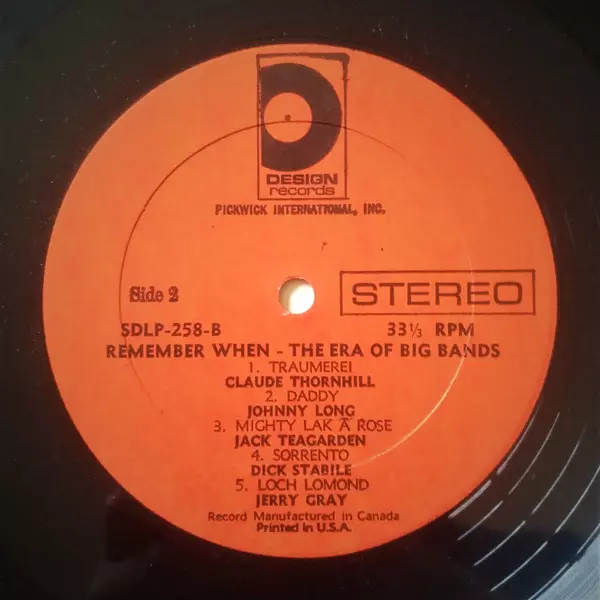 DESIGN
records
PICKWICK INTERNATIONAL, INC.
Side 2
STEREO
SDLP-258-B 33⅓ RPM
REMEMBER WHEN - THE ERA OF BIG BANDS
1. TRAUMEREI
CLAUDE THORNHILL
2. DADDY
JOHNNY LONG
3. MIGHTY LAK A ROSE
JACK TEAGARDEN
4. SORRENTO
DICK STABILE
5. LOCH LOMOND
JERRY GRAY
Record Manufactured in Canada
Printed in U.S.A.